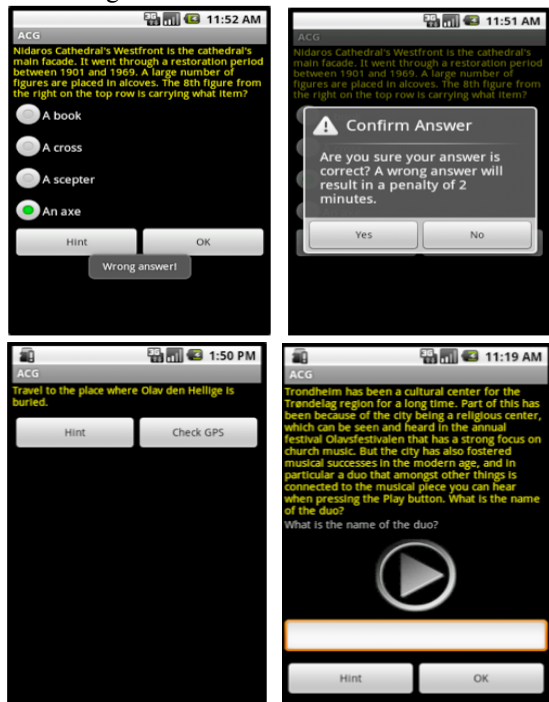 11:52 AM
ACG
Nidaros Cathedral's Westfront is the cathedral's
main facade. It went through a restoration period
between 1901 and 1969. A large number of
figures are placed in alcoves. The 8th figure from
the right on the top row is carrying what item?
A book
A cross
A scepter
An axe
Hint OK
Wrong answer!
11:51 AM
ACG
Nidaros Cathedral's Westfront is the cathedral's
main facade. It went through a restoration period
between 1901 and 1969. A large number of
figures are placed in alcoves. The 8th figure from
the right on the top row is carrying what item?
Confirm Answer
Are you sure your answer is
correct? A wrong answer will
result in a penalty of 2
minutes.
Yes No
1:50 PM
ACG
Travel to the place where Olav den Hellige is
buried.
Hint Check GPS
11:19 AM
ACG
Trondheim has been a cultural center for the
Trøndelag region for a long time. Part of this has
been because of the city being a religious center,
which can be seen and heard in the annual
festival Olavsfestivalen that has a strong focus on
church music. But the city has also fostered
musical successes in the modern age, and in
particular a duo that amongst other things is
connected to the musical piece you can hear
when pressing the Play button. What is the name
of the duo?
What is the name of the duo?
Hint OK